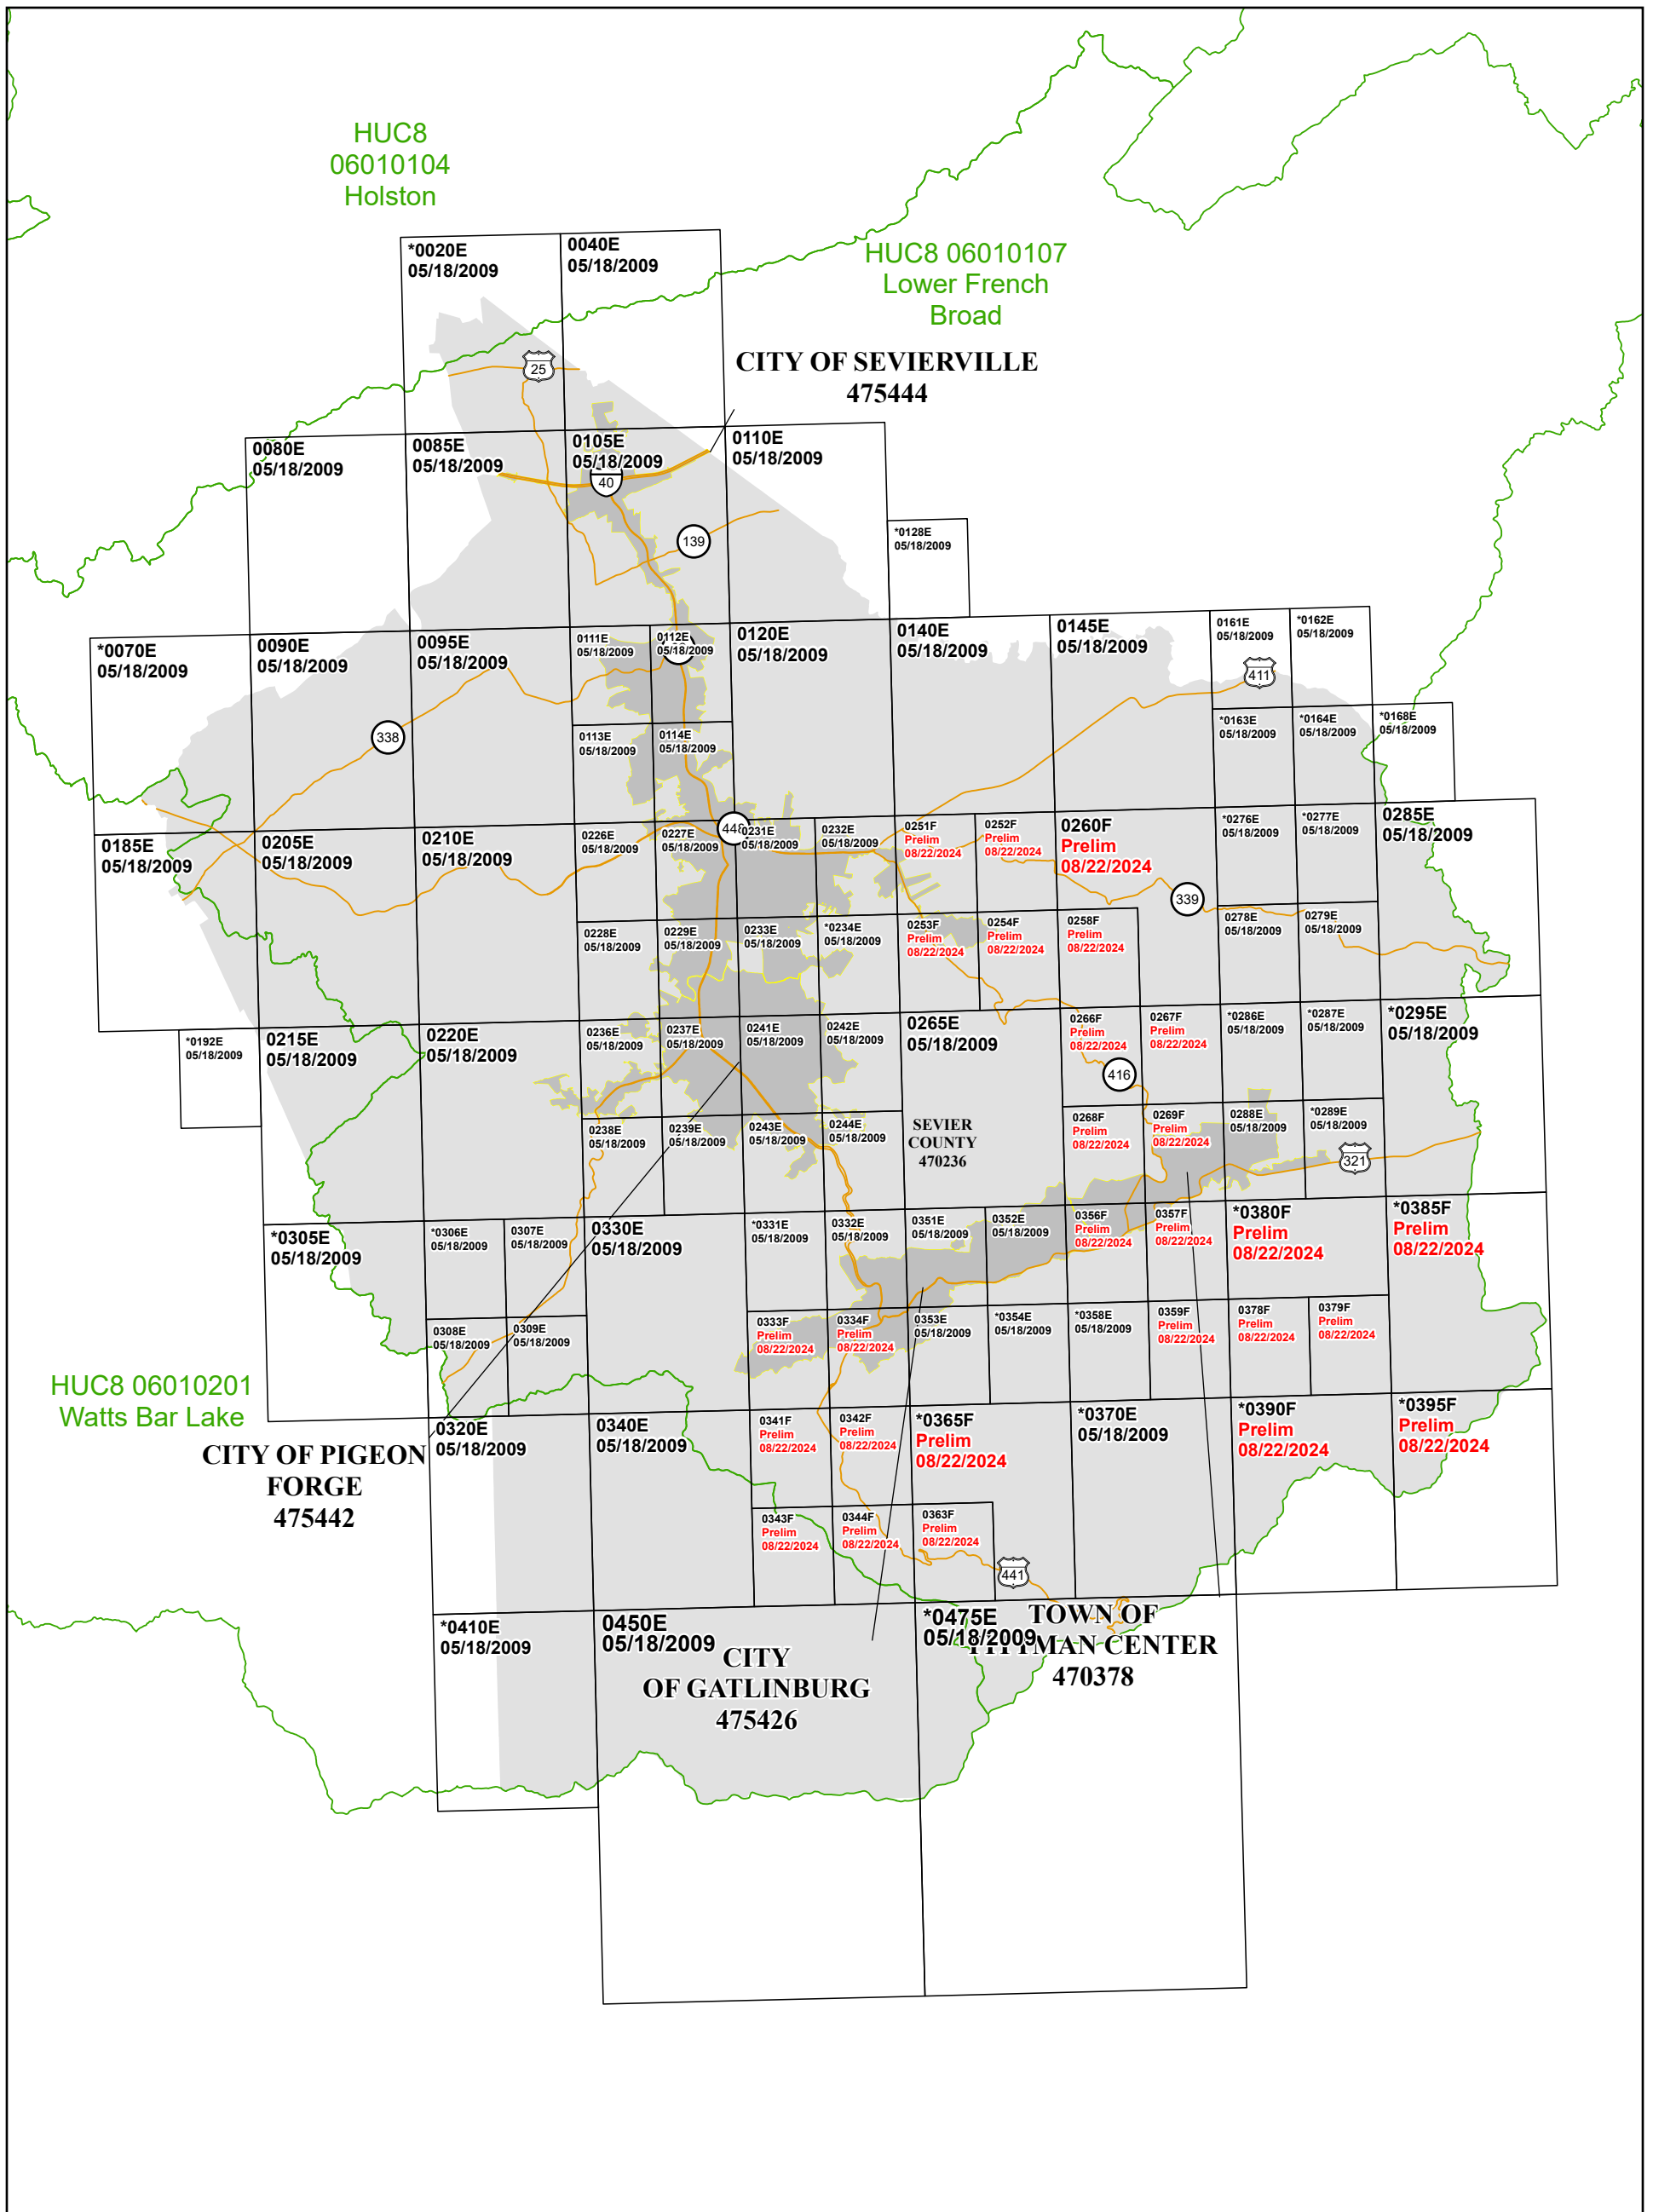 HUC8
06010104
Holston
*0020E
05/18/2009
0040E
05/18/2009
HUC8 06010107
Lower French
Broad
CITY OF SEVIERVILLE
475444
25
0080E
05/18/2009
0085E
05/18/2009
0105E
05/18/2009
0110E
05/18/2009
40
139
*0128E
05/18/2009
*0070E
05/18/2009
0090E
05/18/2009
0095E
05/18/2009
0111E
05/18/2009
0112E
05/18/2009
0120E
05/18/2009
0140E
05/18/2009
0145E
05/18/2009
0161E
05/18/2009
*0162E
05/18/2009
411
338
0113E
05/18/2009
0114E
05/18/2009
*0163E
05/18/2009
*0164E
05/18/2009
*0168E
05/18/2009
0185E
05/18/2009
0205E
05/18/2009
0210E
05/18/2009
0226E
05/18/2009
0227E
05/18/2009
448
0231E
05/18/2009
0232E
05/18/2009
0251F
Prelim
08/22/2024
0252F
Prelim
08/22/2024
0260F
Prelim
08/22/2024
*0276E
05/18/2009
*0277E
05/18/2009
0285E
05/18/2009
339
0228E
05/18/2009
0229E
05/18/2009
0233E
05/18/2009
*0234E
05/18/2009
0253F
Prelim
08/22/2024
0254F
Prelim
08/22/2024
0258F
Prelim
08/22/2024
0278E
05/18/2009
0279E
05/18/2009
*0192E
05/18/2009
0215E
05/18/2009
0220E
05/18/2009
0236E
05/18/2009
0237E
05/18/2009
0241E
05/18/2009
0242E
05/18/2009
0265E
05/18/2009
0266F
Prelim
08/22/2024
0267F
Prelim
08/22/2024
*0286E
05/18/2009
*0287E
05/18/2009
*0295E
05/18/2009
416
0238E
05/18/2009
0239E
05/18/2009
0243E
05/18/2009
0244E
05/18/2009
SEVIER
COUNTY
470236
0268F
Prelim
08/22/2024
0269F
Prelim
08/22/2024
0288E
05/18/2009
*0289E
05/18/2009
321
*0305E
05/18/2009
*0306E
05/18/2009
0307E
05/18/2009
0330E
05/18/2009
*0331E
05/18/2009
0332E
05/18/2009
0351E
05/18/2009
0352E
05/18/2009
0356F
Prelim
08/22/2024
0357F
Prelim
08/22/2024
*0380F
Prelim
08/22/2024
*0385F
Prelim
08/22/2024
0308E
05/18/2009
0309E
05/18/2009
0333F
Prelim
08/22/2024
0334F
Prelim
08/22/2024
0353E
05/18/2009
*0354E
05/18/2009
*0358E
05/18/2009
0359F
Prelim
08/22/2024
0378F
Prelim
08/22/2024
0379F
Prelim
08/22/2024
HUC8 06010201
Watts Bar Lake
CITY OF PIGEON
FORGE
475442
0320E
05/18/2009
0340E
05/18/2009
0341F
Prelim
08/22/2024
0342F
Prelim
08/22/2024
*0365F
Prelim
08/22/2024
*0370E
05/18/2009
*0390F
Prelim
08/22/2024
*0395F
Prelim
08/22/2024
0343F
Prelim
08/22/2024
0344F
Prelim
08/22/2024
0363F
Prelim
08/22/2024
441
*0410E
05/18/2009
0450E
05/18/2009
*0475E
05/18/2009
CITY
OF GATLINBURG
475426
TOWN OF
PITTMAN CENTER
470378